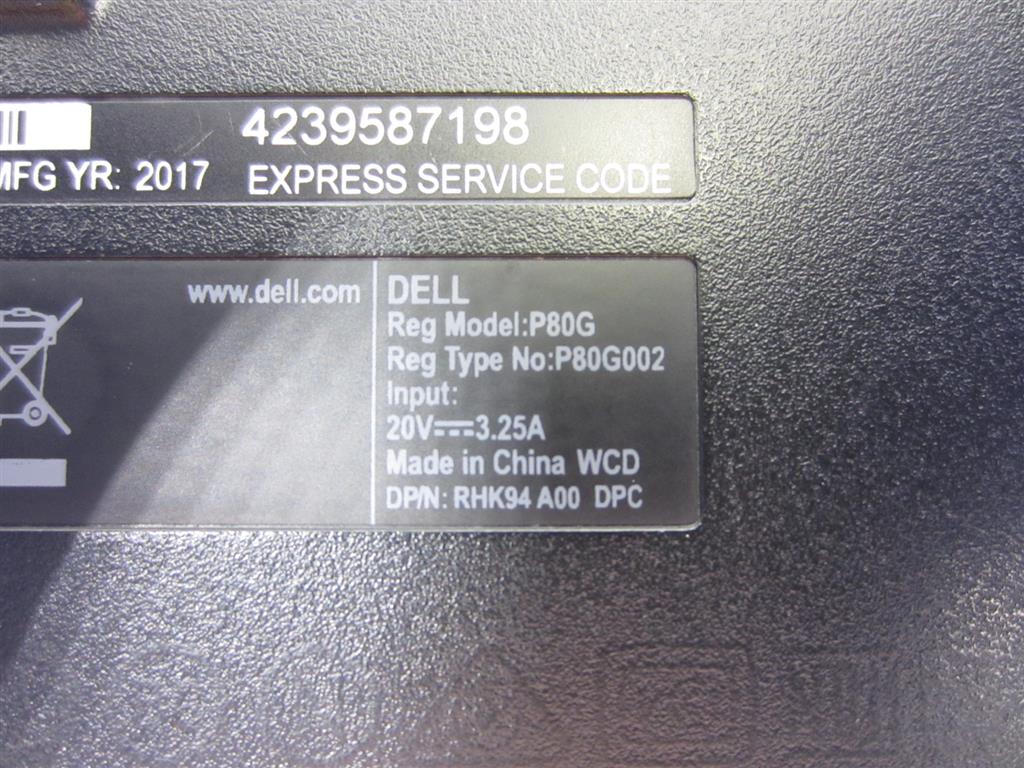 4239587198
MFG YR: 2017
EXPRESS SERVICE CODE
www.dell.com
DELL
Reg Model:P80G
Reg Type No:P80G002
Input:
20V⎓3.25A
Made in China WCD
DP/N: RHK94 A00 DPC